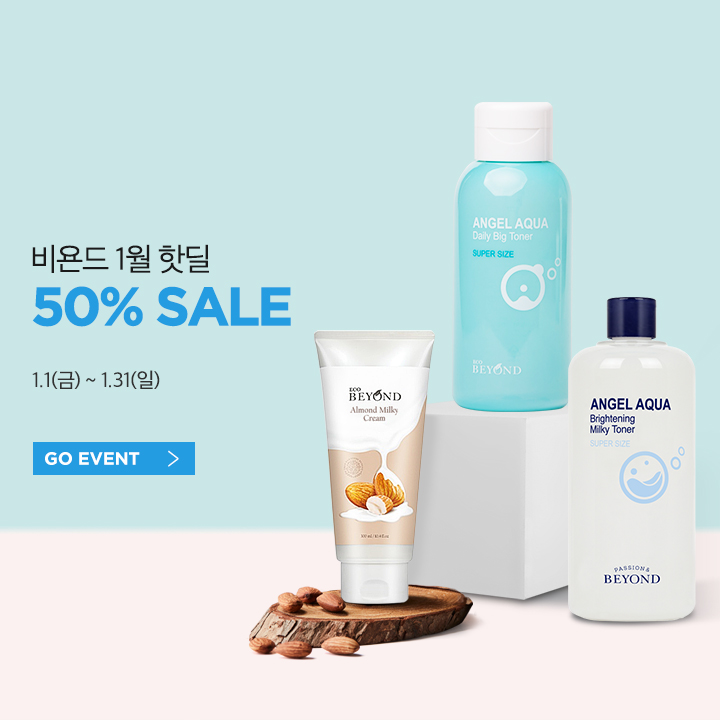 비욘드 1월 핫딜
50% SALE
1.1(금) ~ 1.31(일)
GO EVENT
ANGEL AQUA
Daily Big Toner
SUPER SIZE
ECO
BEYOND
ECO
BEYOND
Almond Milky
Cream
ANGEL AQUA
Brightening
Milky Toner
SUPER SIZE
PASSION &
BEYOND